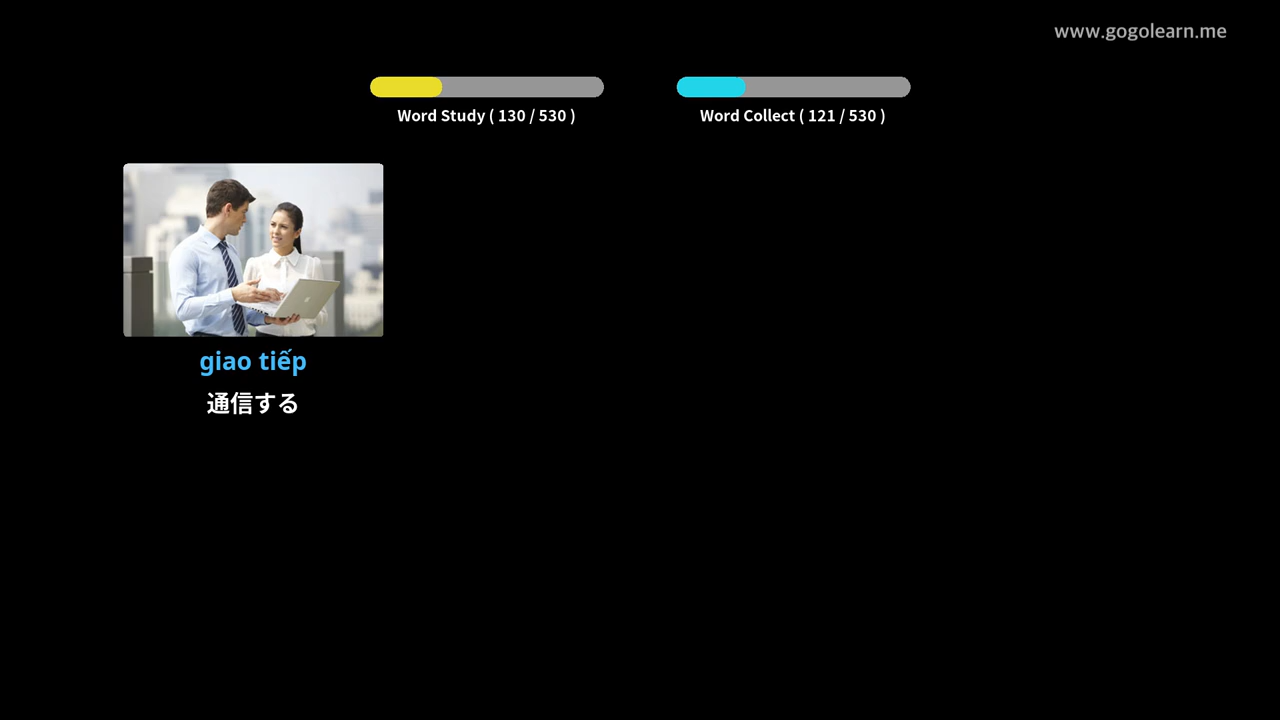 www.gogolearn.me
Word Study ( 130 / 530 )
Word Collect ( 121 / 530 )
giao tiếp
通信する